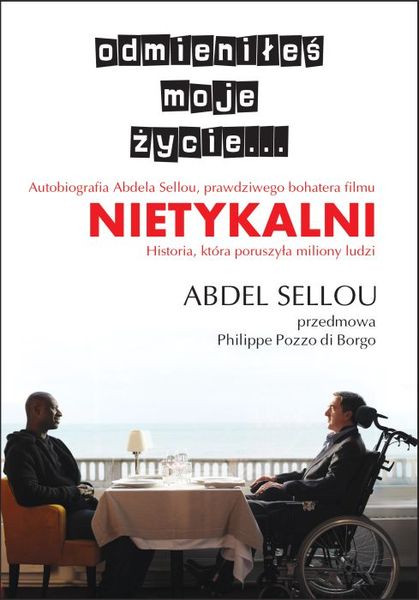 odmieniłeś
moje
życie...
Autobiografia Abdela Sellou, prawdziwego bohatera filmu
NIETYKALNI
Historia, która poruszyła miliony ludzi
ABDEL SELLOU
przedmowa
Philippe Pozzo di Borgo